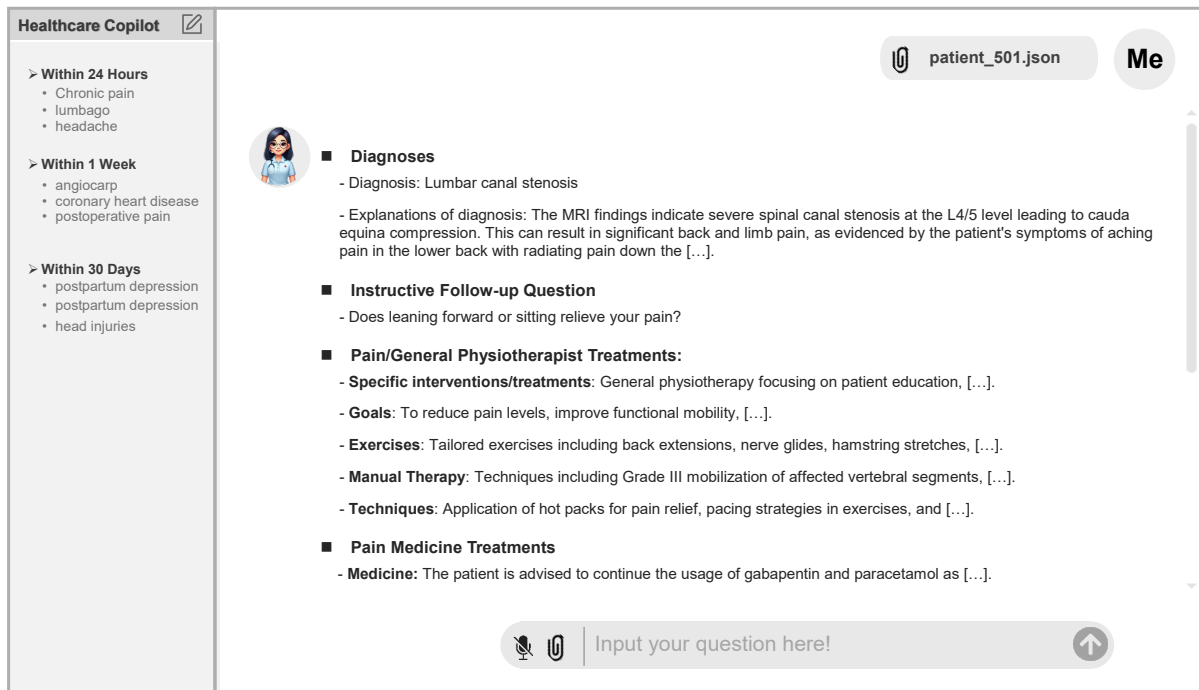 Healthcare Copilot
➢ Within 24 Hours
• Chronic pain
• lumbago
• headache
➢ Within 1 Week
• angiocarp
• coronary heart disease
• postoperative pain
➢ Within 30 Days
• postpartum depression
• postpartum depression
• head injuries
patient_501.json
Me
■ Diagnoses
- Diagnosis: Lumbar canal stenosis
- Explanations of diagnosis: The MRI findings indicate severe spinal canal stenosis at the L4/5 level leading to cauda
equina compression. This can result in significant back and limb pain, as evidenced by the patient's symptoms of aching
pain in the lower back with radiating pain down the […].
■ Instructive Follow-up Question
- Does leaning forward or sitting relieve your pain?
■ Pain/General Physiotherapist Treatments:
- Specific interventions/treatments: General physiotherapy focusing on patient education, […].
- Goals: To reduce pain levels, improve functional mobility, […].
- Exercises: Tailored exercises including back extensions, nerve glides, hamstring stretches, […].
- Manual Therapy: Techniques including Grade III mobilization of affected vertebral segments, […].
- Techniques: Application of hot packs for pain relief, pacing strategies in exercises, and […].
■ Pain Medicine Treatments
- Medicine: The patient is advised to continue the usage of gabapentin and paracetamol as […].
Input your question here!